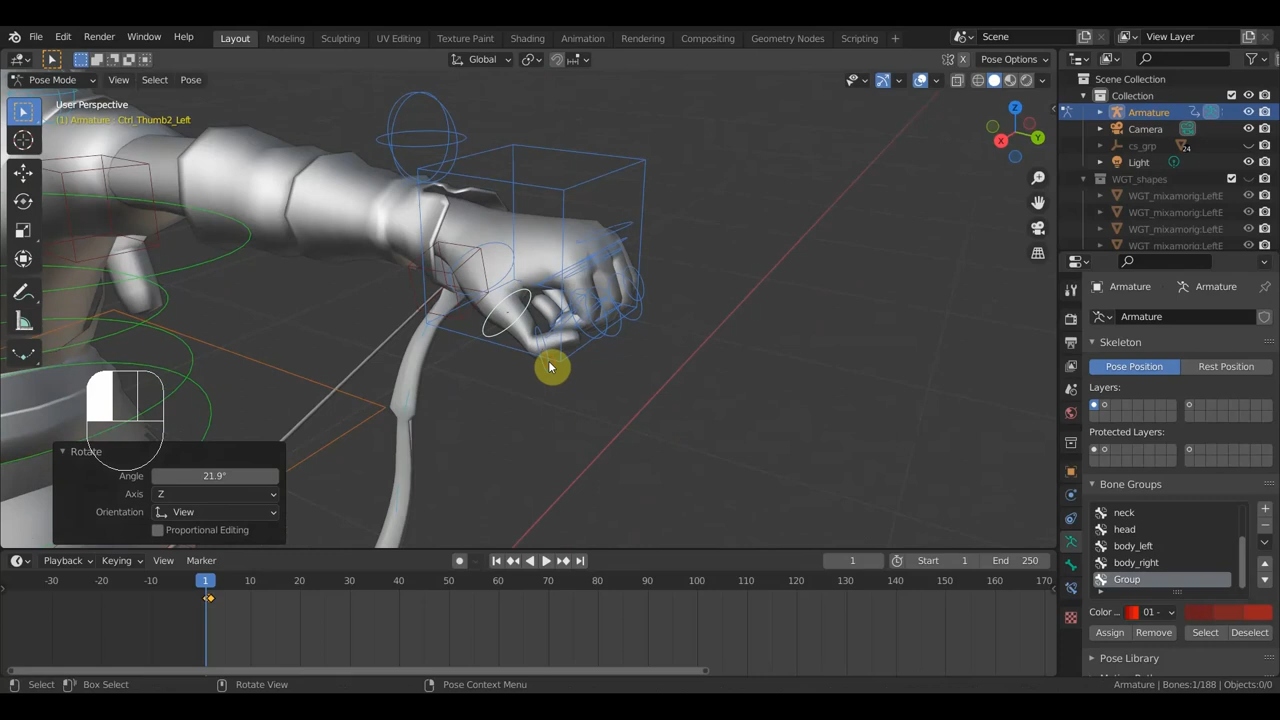 File Edit Render Window Help Layout Modeling Sculpting UV Editing Texture Paint Shading Animation Rendering Compositing Geometry Nodes Scripting Scene View Layer
Global Pose Options
Pose Mode View Select Pose
User Perspective
(1) Armature : Ctrl_Thumb2_Left
X
Y
Z
Scene Collection
Collection
Armature
Camera
cs_grp 24
Light
WGT_shapes
WGT_mixamorig:LeftE
WGT_mixamorig:LeftE
WGT_mixamorig:LeftE
WGT_mixamorig:LeftE
Armature Armature
Armature
Skeleton
Pose Position Rest Position
Layers:
Protected Layers:
Bone Groups
neck
head
body_left
body_right
Group
Color ... 01 -
Assign Remove Select Deselect
Pose Library
Rotate
Angle 21.9°
Axis Z
Orientation View
Proportional Editing
Playback Keying View Marker 1 Start 1 End 250
-30 -20 -10 1 10 20 30 40 50 60 70 80 90 100 110 120 130 140 150 160 170
Select Box Select Rotate View Pose Context Menu Armature | Bones:1/188 | Objects:0/0